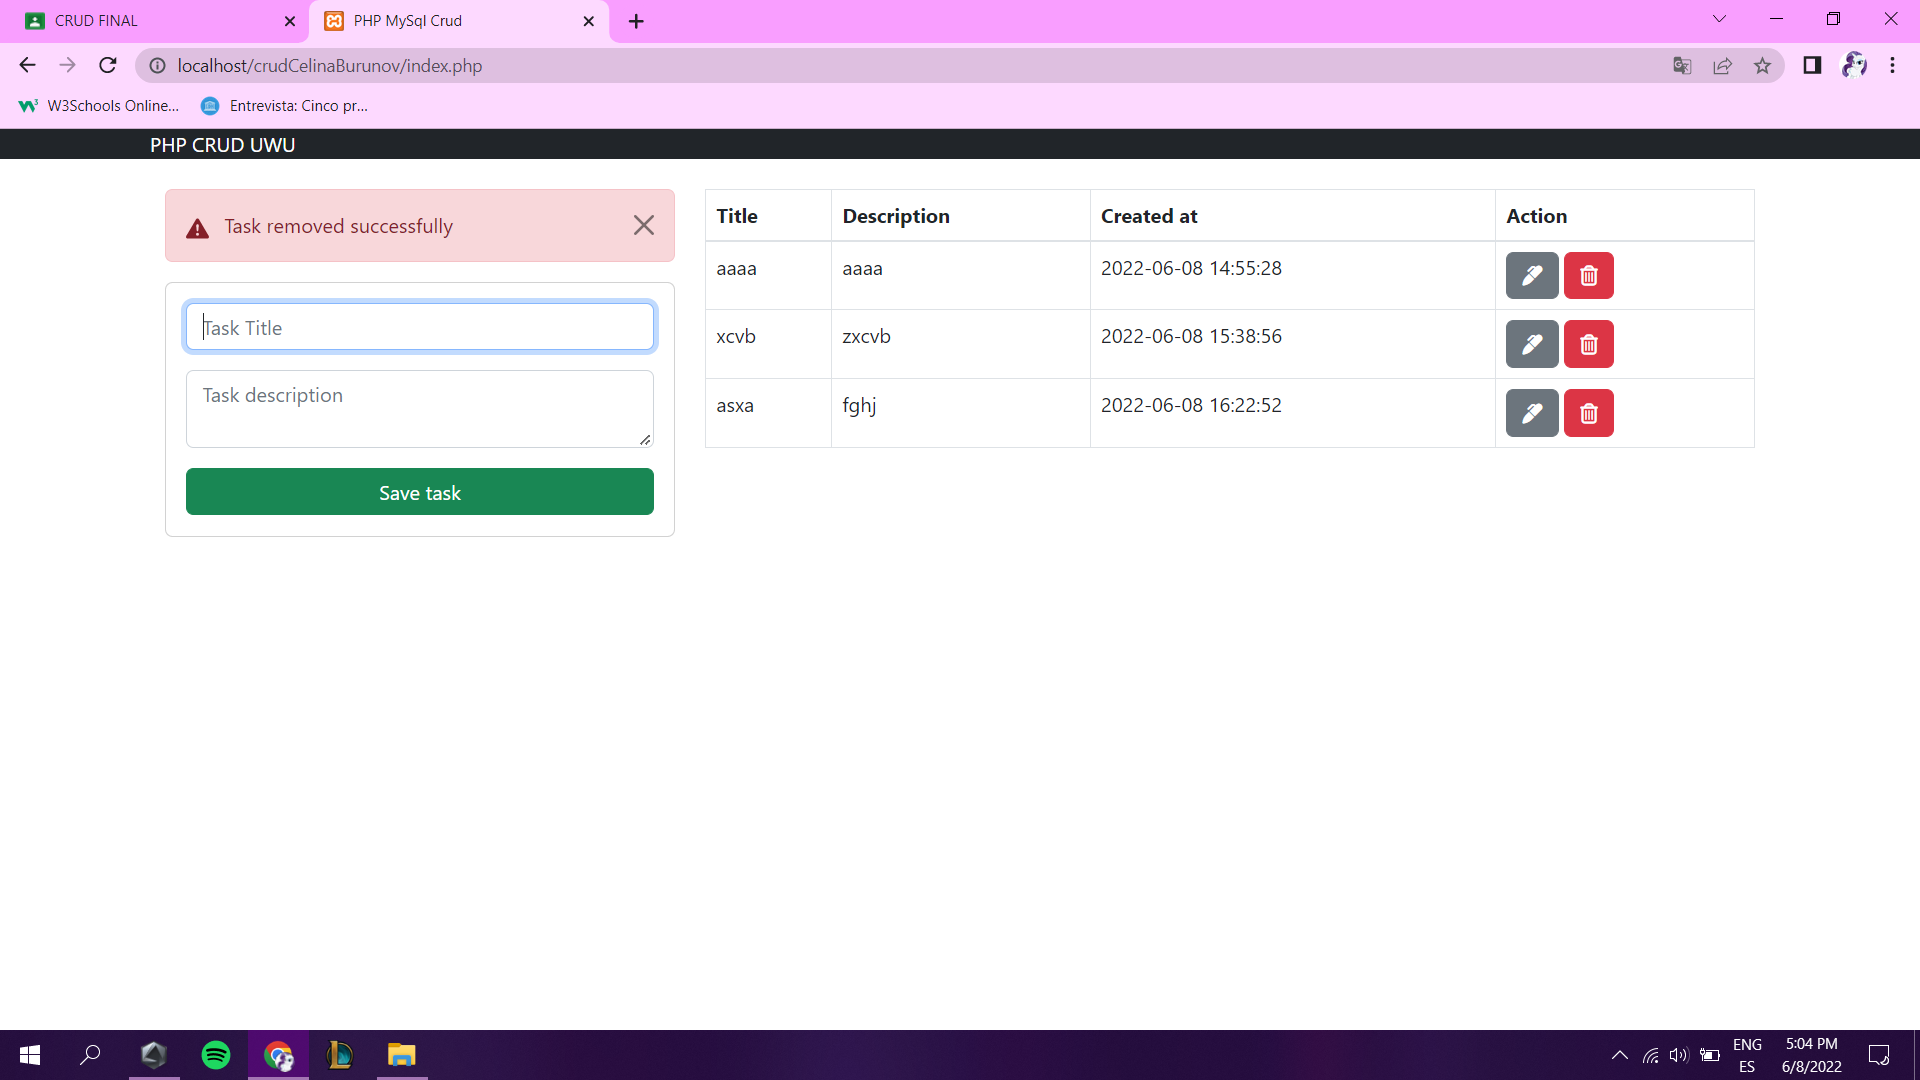 CRUD FINAL
PHP MySql Crud
localhost/crudCelinaBurunov/index.php
W3Schools Online...
Entrevista: Cinco pr...
PHP CRUD UWU
Task removed successfully
Task Title
Task description
Save task
Title Description Created at Action
aaaa aaaa 2022-06-08 14:55:28
xcvb zxcvb 2022-06-08 15:38:56
asxa fghj 2022-06-08 16:22:52
ENG
ES
5:04 PM
6/8/2022